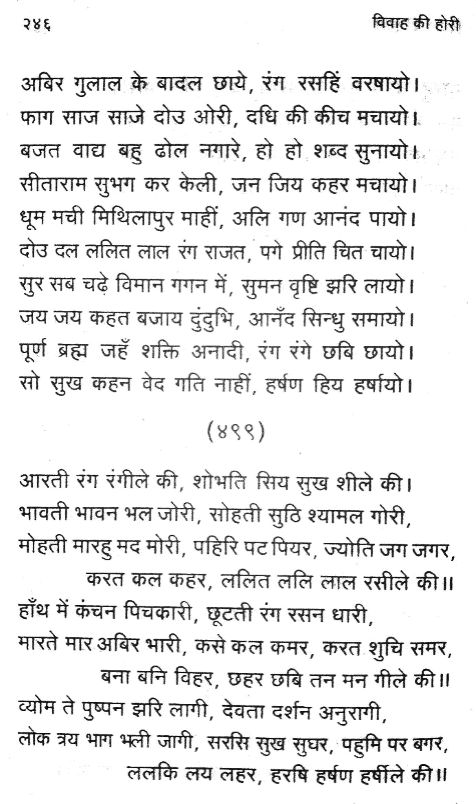 २४६ विवाह की होरी
अबिर गुलाल के बादल छाये, रंग रसहिं वरषायो।
फाग साज साजे दोउ ओरी, दधि की कीच मचायो।
बजत वाद्य बहु ढोल नगारे, हो हो शब्द सुनायो।
सीताराम सुभग कर केली, जन जिय कहर मचायो।
धूम मची मिथिलापुर माहीं, अलि गण आनंद पायो।
दोउ दल ललित लाल रंग राजत, पगे प्रीति चित चायो।
सुर सब चढ़े विमान गगन में, सुमन वृष्टि झरि लायो।
जय जय कहत बजाय दुंदुभि, आनँद सिन्धु समायो।
पूर्ण ब्रह्म जहँ शक्ति अनादी, रंग रंगे छबि छायो।
सो सुख कहन वेद गति नाहीं, हर्षण हिय हर्षायो।
(४९९)
आरती रंग रंगीले की, शोभति सिय सुख शीले की।
भावती भावन भल जोरी, सोहती सुठि श्यामल गोरी,
मोहती मारहु मद मोरी, पहिरि पट पियर, ज्योति जग जगर,
करत कल कहर, ललित ललि लाल रसीले की॥
हाँथ में कंचन पिचकारी, छूटती रंग रसन धारी,
मारते मार अबिर भारी, कसे कल कमर, करत शुचि समर,
बना बनि विहर, छहर छबि तन मन गीले की॥
व्योम ते पुष्पन झरि लागी, देवता दर्शन अनुरागी,
लोक त्रय भाग भली जागी, सरसि सुख सुघर, पहुमि पर बगर,
ललकि लय लहर, हरषि हर्षण हर्षीले की॥